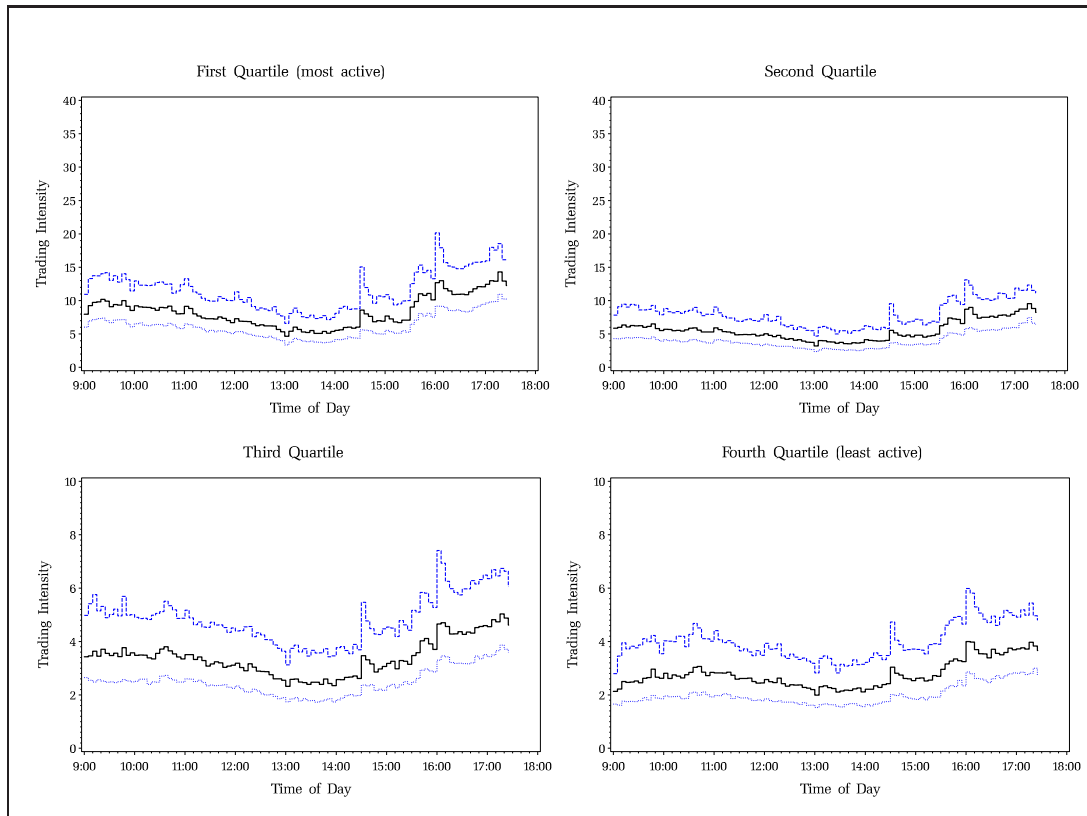 First Quartile (most active)
Second Quartile
Trading Intensity
40
35
30
25
20
15
10
5
0
9:00 10:00 11:00 12:00 13:00 14:00 15:00 16:00 17:00 18:00
Time of Day
Trading Intensity
40
35
30
25
20
15
10
5
0
9:00 10:00 11:00 12:00 13:00 14:00 15:00 16:00 17:00 18:00
Time of Day
Third Quartile
Fourth Quartile (least active)
Trading Intensity
10
8
6
4
2
0
9:00 10:00 11:00 12:00 13:00 14:00 15:00 16:00 17:00 18:00
Time of Day
Trading Intensity
10
8
6
4
2
0
9:00 10:00 11:00 12:00 13:00 14:00 15:00 16:00 17:00 18:00
Time of Day